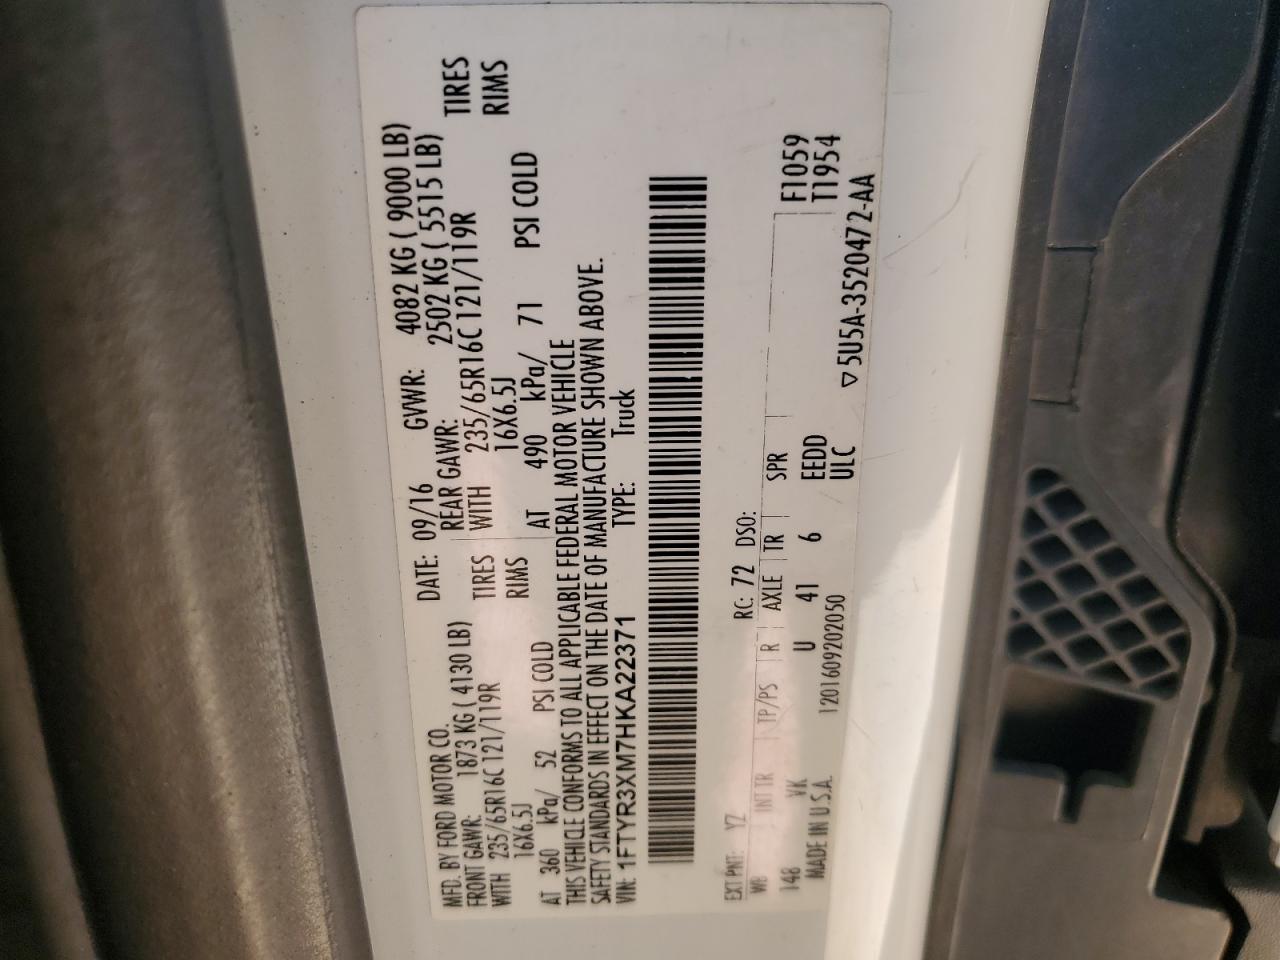 MFD. BY FORD MOTOR CO. DATE: 09/16 GVWR: 4082 KG ( 9000 LB)
FRONT GAWR: 1873 KG ( 4130 LB) REAR GAWR: 2502 KG ( 5515 LB)
WITH 235/65R16C 121/119R TIRES WITH 235/65R16C 121/119R TIRES
16X6.5J RIMS 16X6.5J RIMS
AT 360 kPa/ 52 PSI COLD AT 490 kPa/ 71 PSI COLD
THIS VEHICLE CONFORMS TO ALL APPLICABLE FEDERAL MOTOR VEHICLE
SAFETY STANDARDS IN EFFECT ON THE DATE OF MANUFACTURE SHOWN ABOVE.
VIN: 1FTYR3XM7HKA22371 TYPE: Truck
EXT PNT: YZ RC: 72 DSO:
WB INT TR TP/PS R AXLE TR SPR F1059
148 VK U 41 6 EEDD T1954
MADE IN U.S.A. 1201609202050 ULC
▽ 5U5A-3520472-AA